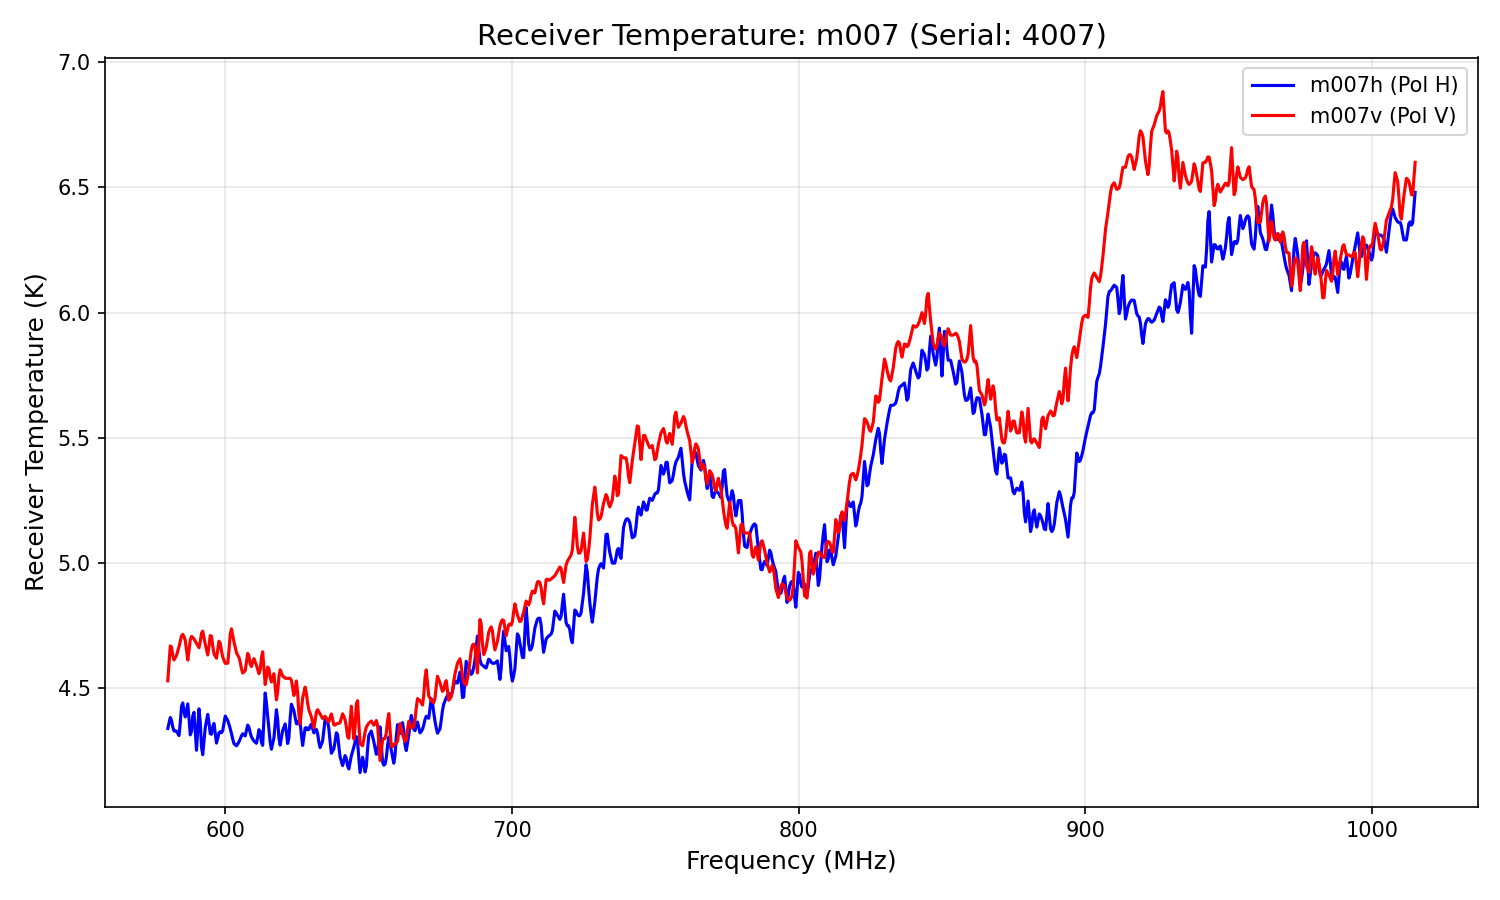 Receiver Temperature: m007 (Serial: 4007)
m007h (Pol H)
m007v (Pol V)
Receiver Temperature (K)
7.0
6.5
6.0
5.5
5.0
4.5
600 700 800 900 1000
Frequency (MHz)